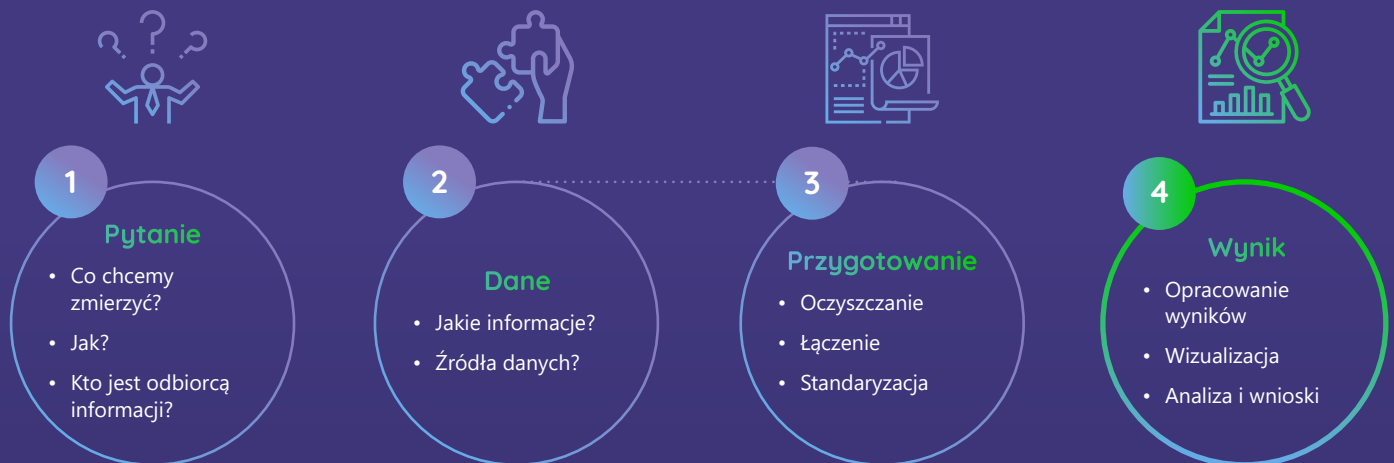 1
Pytanie
• Co chcemy
zmierzyć?
• Jak?
• Kto jest odbiorcą
informacji?
2
Dane
• Jakie informacje?
• Źródła danych?
3
Przygotowanie
• Oczyszczanie
• Łączenie
• Standaryzacja
4
Wynik
• Opracowanie
wyników
• Wizualizacja
• Analiza i wnioski